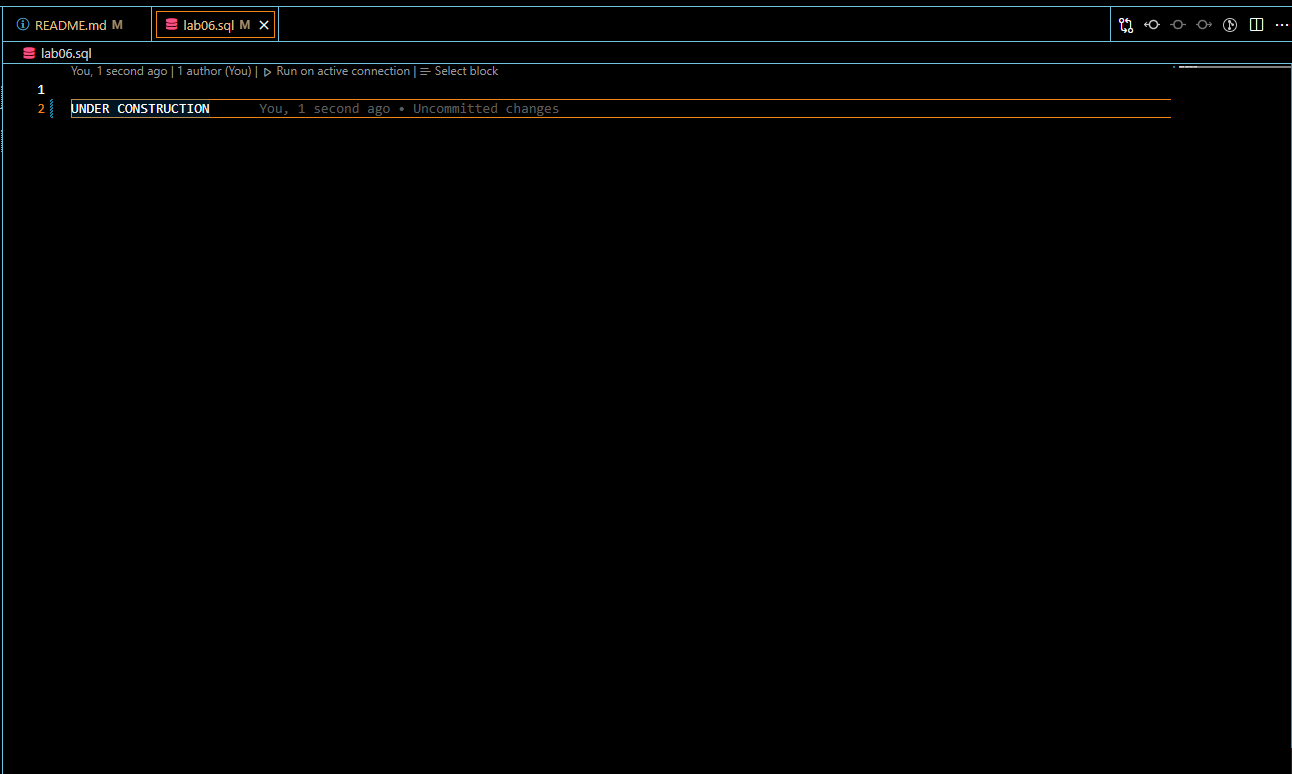 README.md M lab06.sql M
lab06.sql
You, 1 second ago | 1 author (You) | Run on active connection | Select block
1
2 UNDER CONSTRUCTION You, 1 second ago • Uncommitted changes